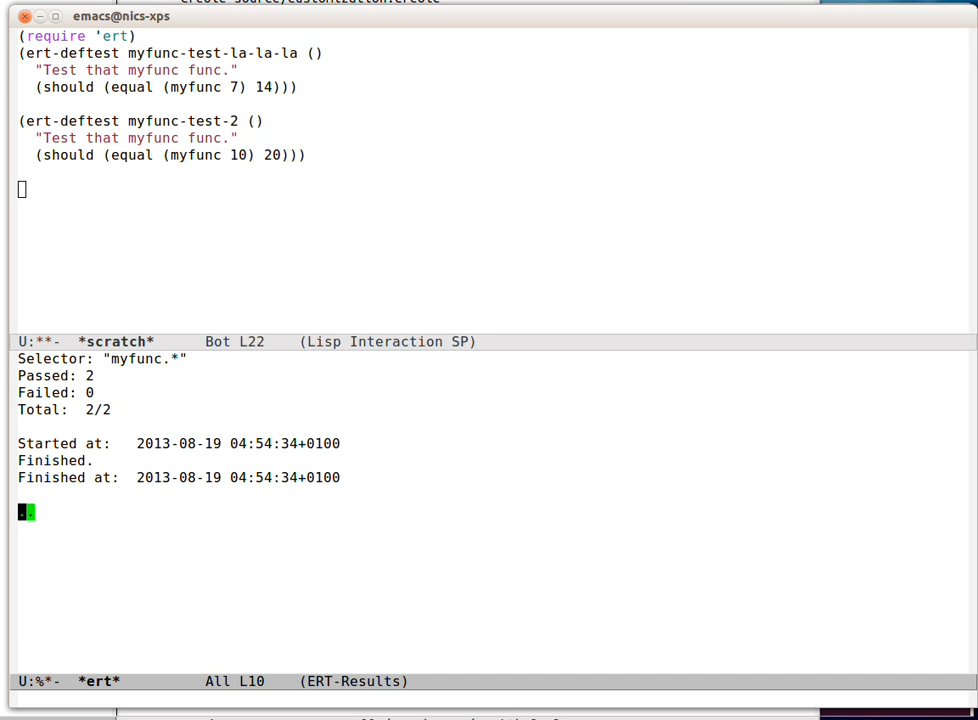 emacs@nics-xps
(require 'ert)
(ert-deftest myfunc-test-la-la-la ()
  "Test that myfunc func."
  (should (equal (myfunc 7) 14)))
(ert-deftest myfunc-test-2 ()
  "Test that myfunc func."
  (should (equal (myfunc 10) 20)))
U:**-  *scratch*      Bot L22    (Lisp Interaction SP)
Selector: "myfunc.*"
Passed: 2
Failed: 0
Total:  2/2
Started at:   2013-08-19 04:54:34+0100
Finished.
Finished at:  2013-08-19 04:54:34+0100
..
U:%*-  *ert*          All L10    (ERT-Results)